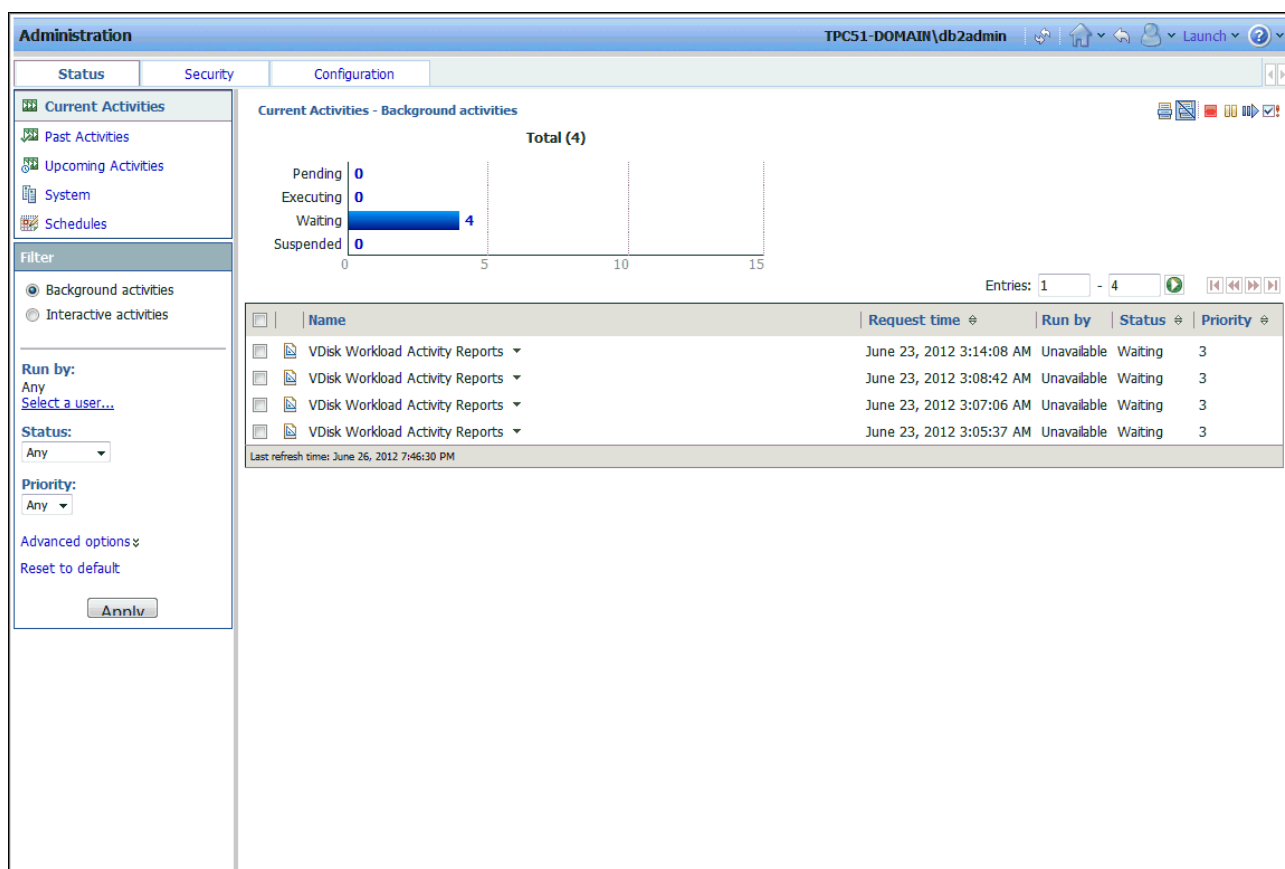 Administration
TPC51-DOMAIN\db2admin
Launch
Status
Security
Configuration
Current Activities
Past Activities
Upcoming Activities
System
Schedules
Filter
Background activities
Interactive activities
Run by:
Any
Select a user...
Status:
Any
Priority:
Any
Advanced options
Reset to default
Apply
Current Activities - Background activities
Total (4)
Pending 0
Executing 0
Waiting 4
Suspended 0
0 5 10 15
Entries: 1 - 4
Name Request time Run by Status Priority
VDisk Workload Activity Reports June 23, 2012 3:14:08 AM Unavailable Waiting 3
VDisk Workload Activity Reports June 23, 2012 3:08:42 AM Unavailable Waiting 3
VDisk Workload Activity Reports June 23, 2012 3:07:06 AM Unavailable Waiting 3
VDisk Workload Activity Reports June 23, 2012 3:05:37 AM Unavailable Waiting 3
Last refresh time: June 26, 2012 7:46:30 PM